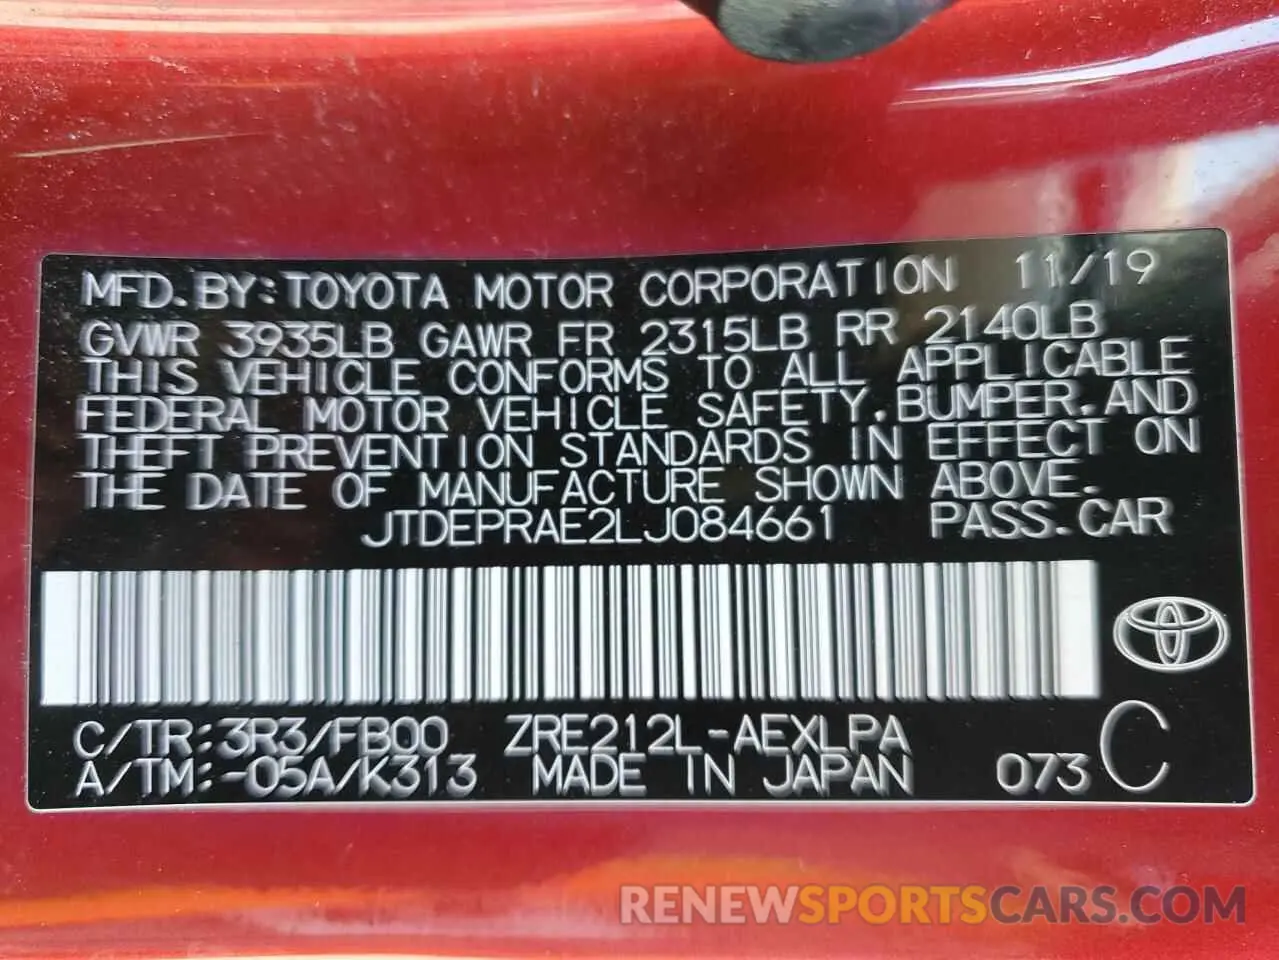 MFD. BY: TOYOTA MOTOR CORPORATION 11/19
GVWR 3935LB GAWR FR 2315LB RR 2140LB
THIS VEHICLE CONFORMS TO ALL APPLICABLE
FEDERAL MOTOR VEHICLE SAFETY, BUMPER, AND
THEFT PREVENTION STANDARDS IN EFFECT ON
THE DATE OF MANUFACTURE SHOWN ABOVE.
JTDEPRAE2LJ084661 PASS. CAR
C/TR: 3R3/FB00 ZRE212L-AEXLPA
A/TM: -05A/K313 MADE IN JAPAN 073 C
RENEWSPORTSCARS.COM